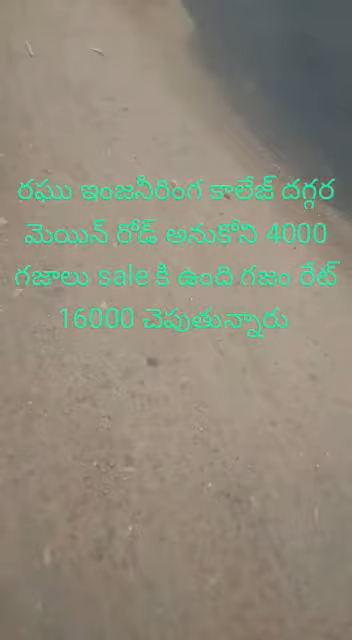 రఘు ఇంజనీరింగ కాలేజ్ దగ్గర
మెయిన్ రోడ్ అనుకోని 4000
గజాలు sale కి ఉంది గజం రేట్
16000 చెపుతున్నారు